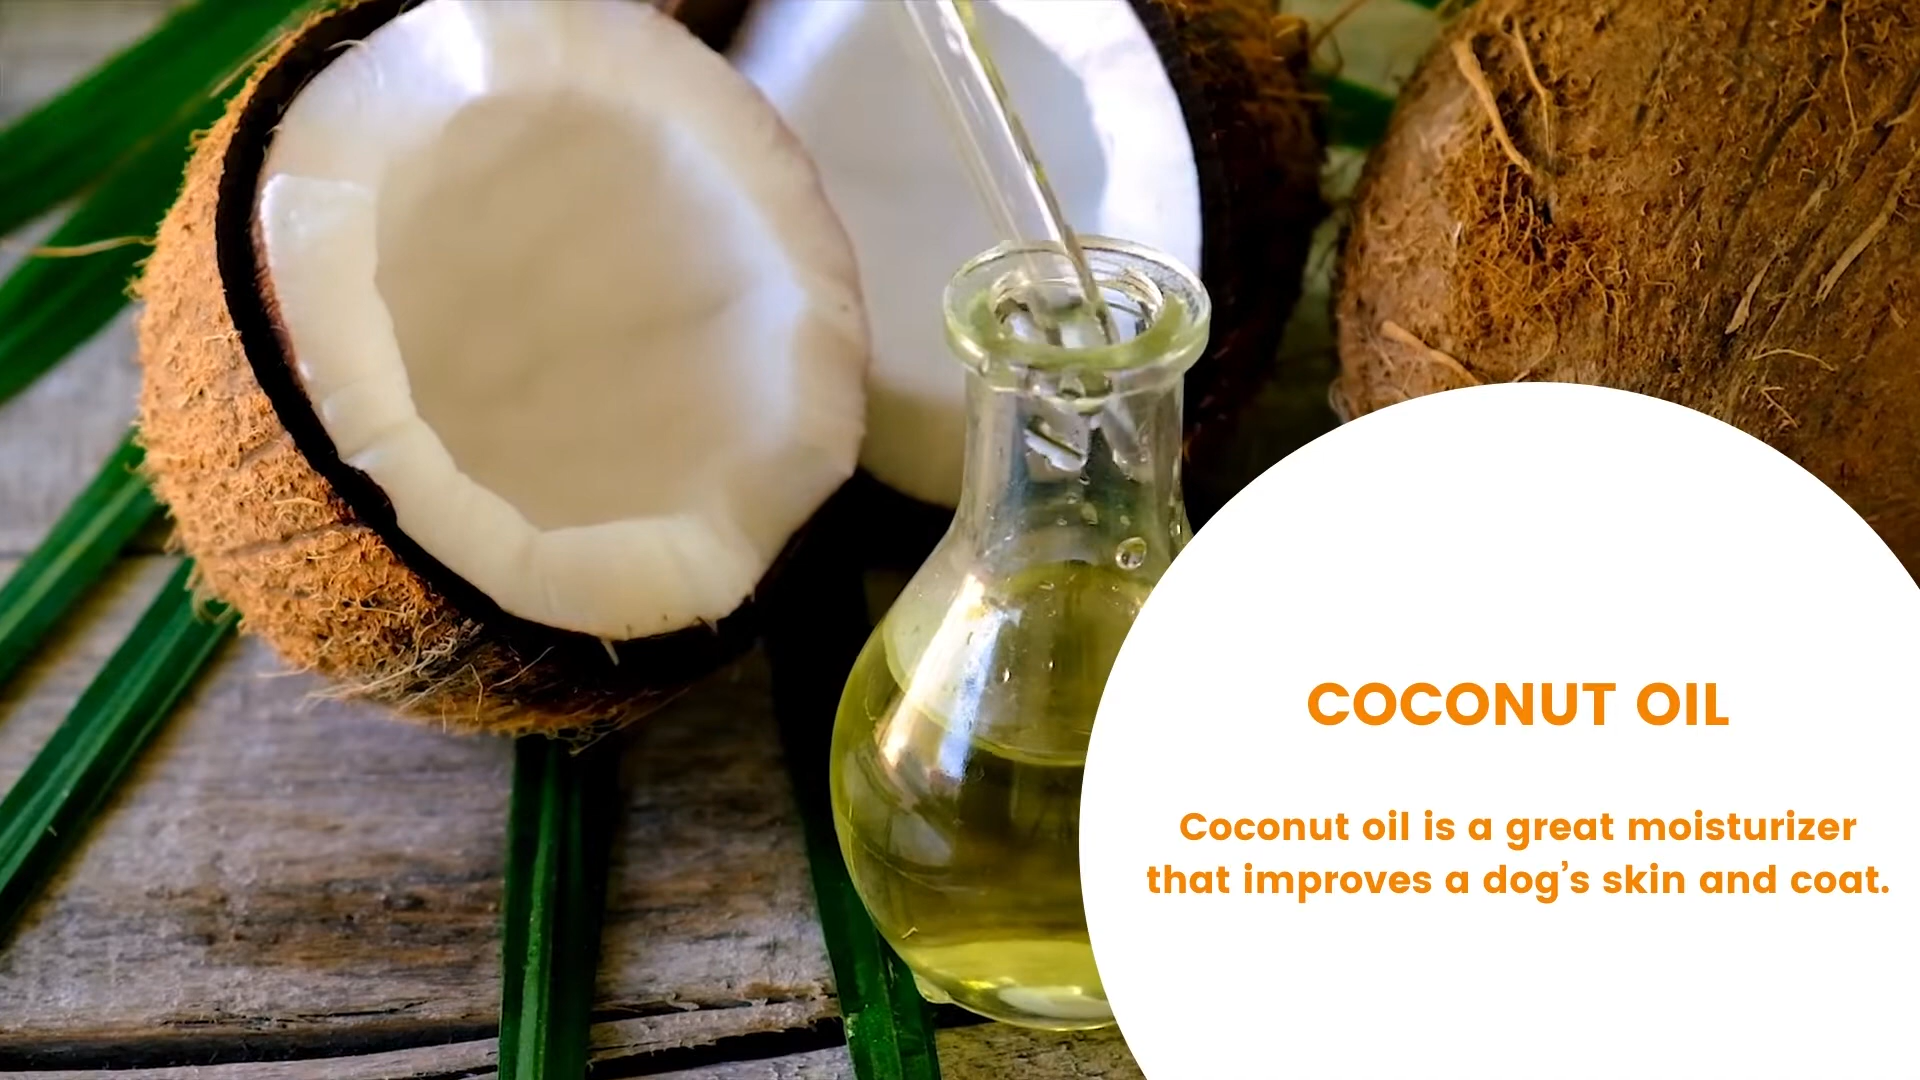 COCONUT OIL
Coconut oil is a great moisturizer
that improves a dog’s skin and coat.